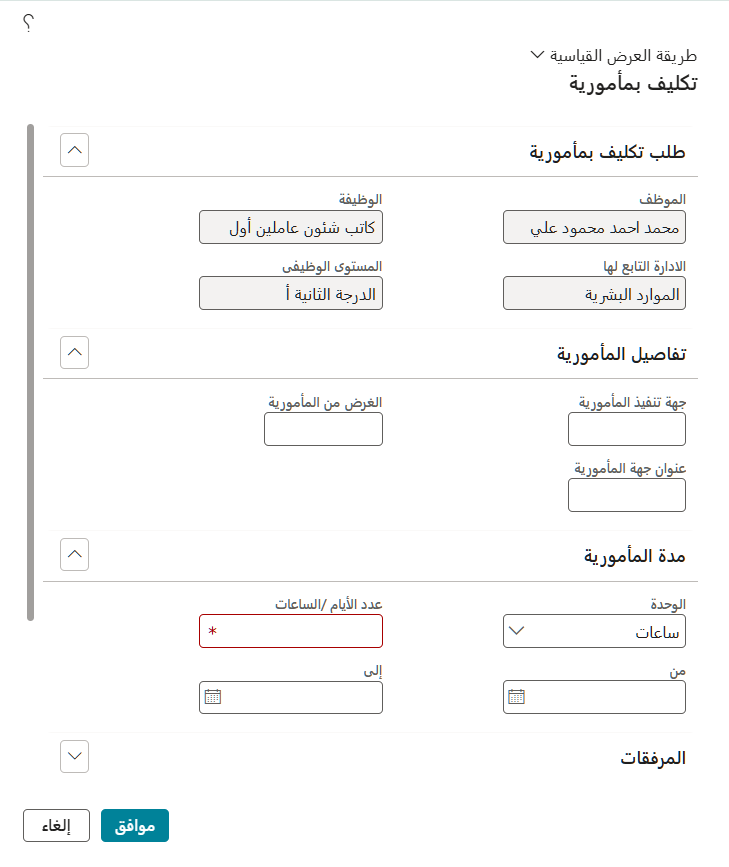 ؟
طريقة العرض القياسية
تكليف بمأمورية
طلب تكليف بمأمورية
الموظف
الوظيفة
محمد احمد محمود علي
كاتب شئون عاملين أول
الادارة التابع لها
المستوى الوظيفى
الموارد البشرية
الدرجة الثانية أ
تفاصيل المأمورية
جهة تنفيذ المأمورية
الغرض من المأمورية
عنوان جهة المأمورية
مدة المأمورية
الوحدة
عدد الأيام /الساعات
ساعات
*
من
إلى
المرفقات
موافق
إلغاء